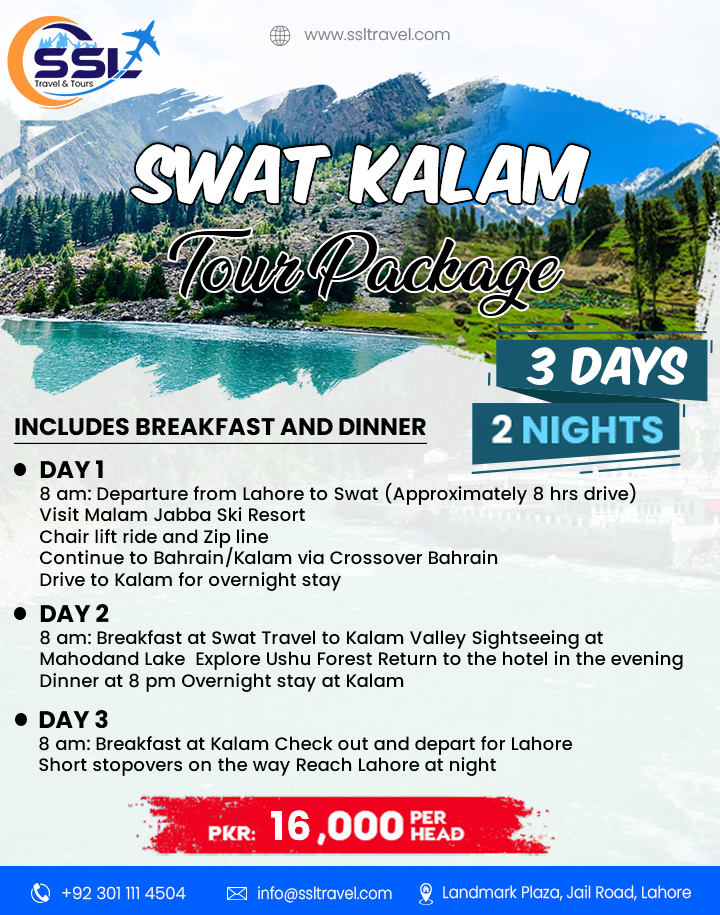 SSL
Travel & Tours
www.ssltravel.com
SWAT KALAM
Tour Package
3 DAYS
2 NIGHTS
INCLUDES BREAKFAST AND DINNER
DAY 1
8 am: Departure from Lahore to Swat (Approximately 8 hrs drive)
Visit Malam Jabba Ski Resort
Chair lift ride and Zip line
Continue to Bahrain/Kalam via Crossover Bahrain
Drive to Kalam for overnight stay
DAY 2
8 am: Breakfast at Swat Travel to Kalam Valley Sightseeing at
Mahodand Lake Explore Ushu Forest Return to the hotel in the evening
Dinner at 8 pm Overnight stay at Kalam
DAY 3
8 am: Breakfast at Kalam Check out and depart for Lahore
Short stopovers on the way Reach Lahore at night
PKR: 16 ,000 PER HEAD
+92 301 111 4504 info@ssltravel.com Landmark Plaza, Jail Road, Lahore